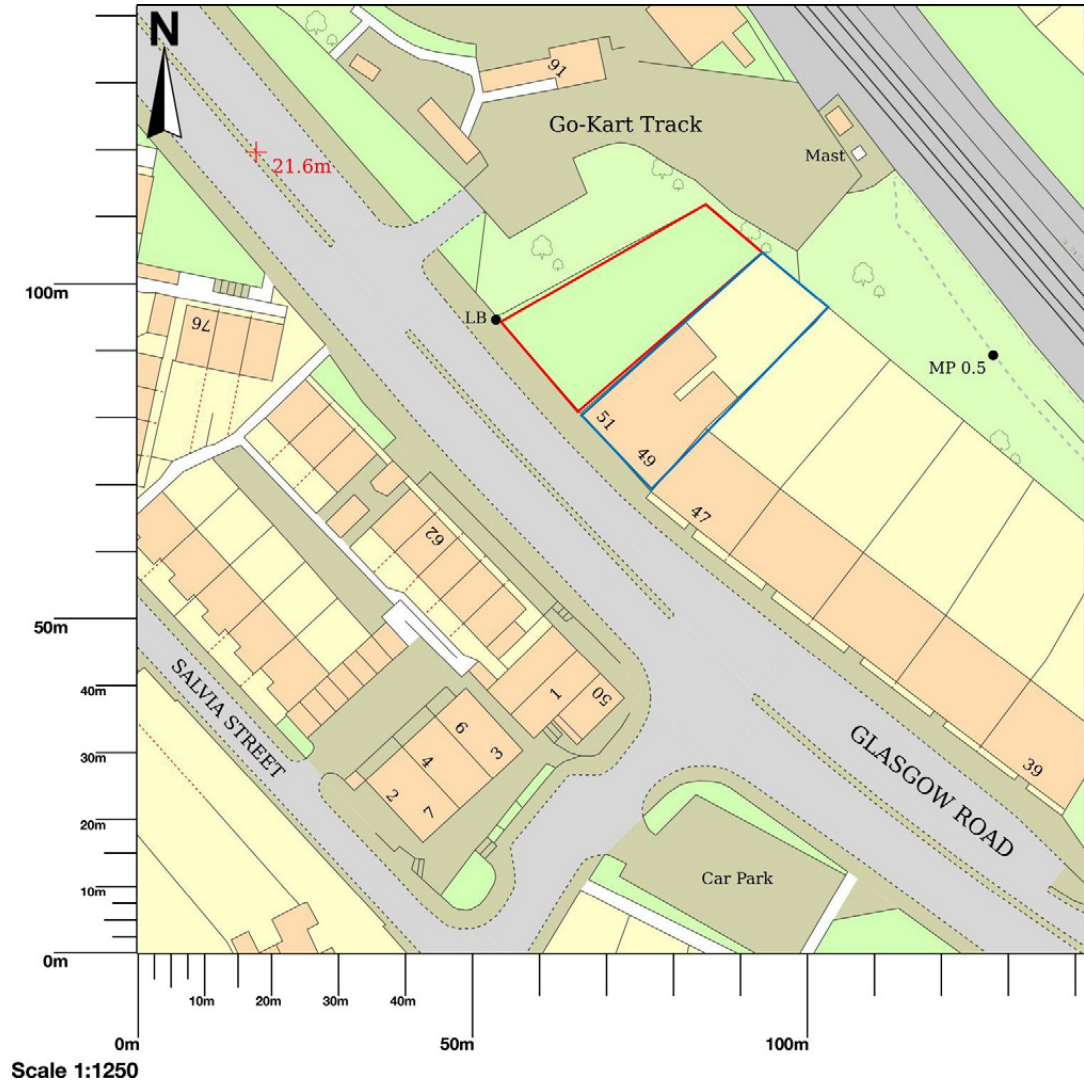 N
91
Go-Kart Track
Mast
21.6m
100m
LB
76
MP 0.5
51
49
47
62
50m
SALVIA STREET
1
50
40m
6
3
4
30m
GLASGOW ROAD
39
2
7
20m
Car Park
10m
0m
10m
20m
30m
40m
0m
50m
100m
Scale 1:1250